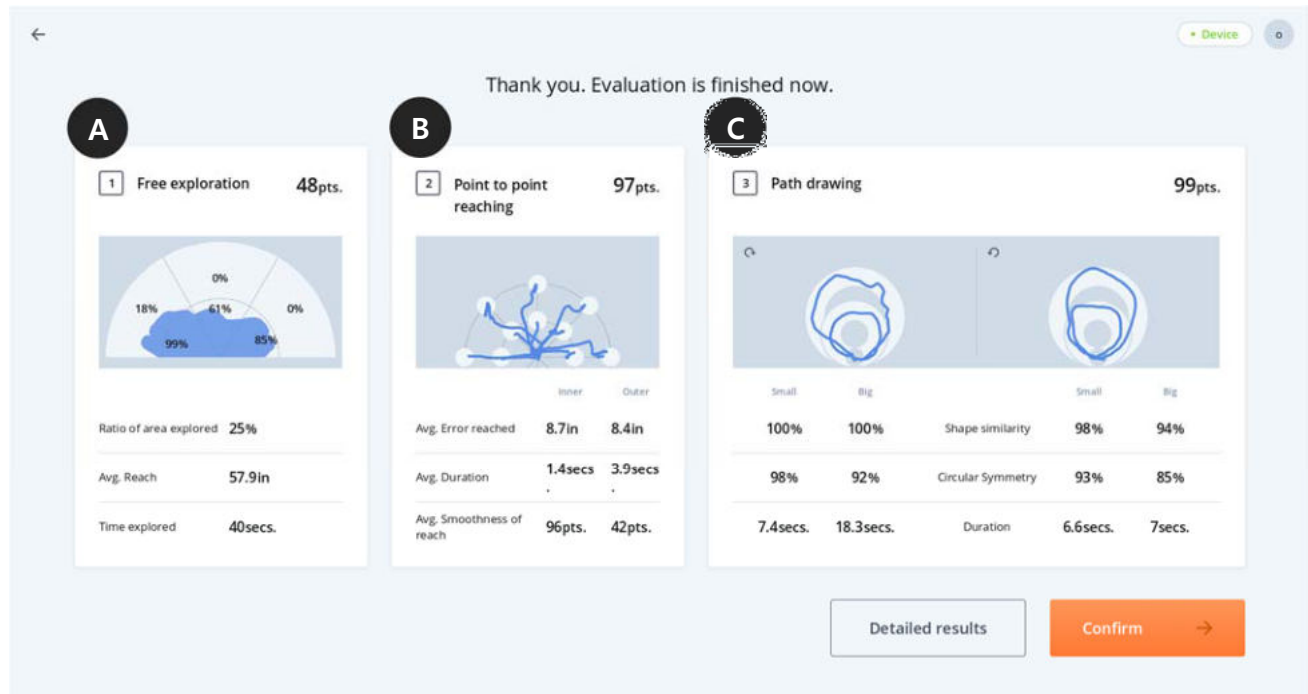 • Device
o
Thank you. Evaluation is finished now.
A
1 Free exploration 48pts.
0%
18% 61% 0%
99% 85%
Ratio of area explored 25%
Avg. Reach 57.9in
Time explored 40secs.
B
2 Point to point 97pts.
reaching
Inner Outer
Avg. Error reached 8.7in 8.4in
Avg. Duration 1.4secs 3.9secs
. .
Avg. Smoothness of
reach 96pts. 42pts.
C
3 Path drawing 99pts.
Small Big Small Big
100% 100% Shape similarity 98% 94%
98% 92% Circular Symmetry 93% 85%
7.4secs. 18.3secs. Duration 6.6secs. 7secs.
Detailed results
Confirm